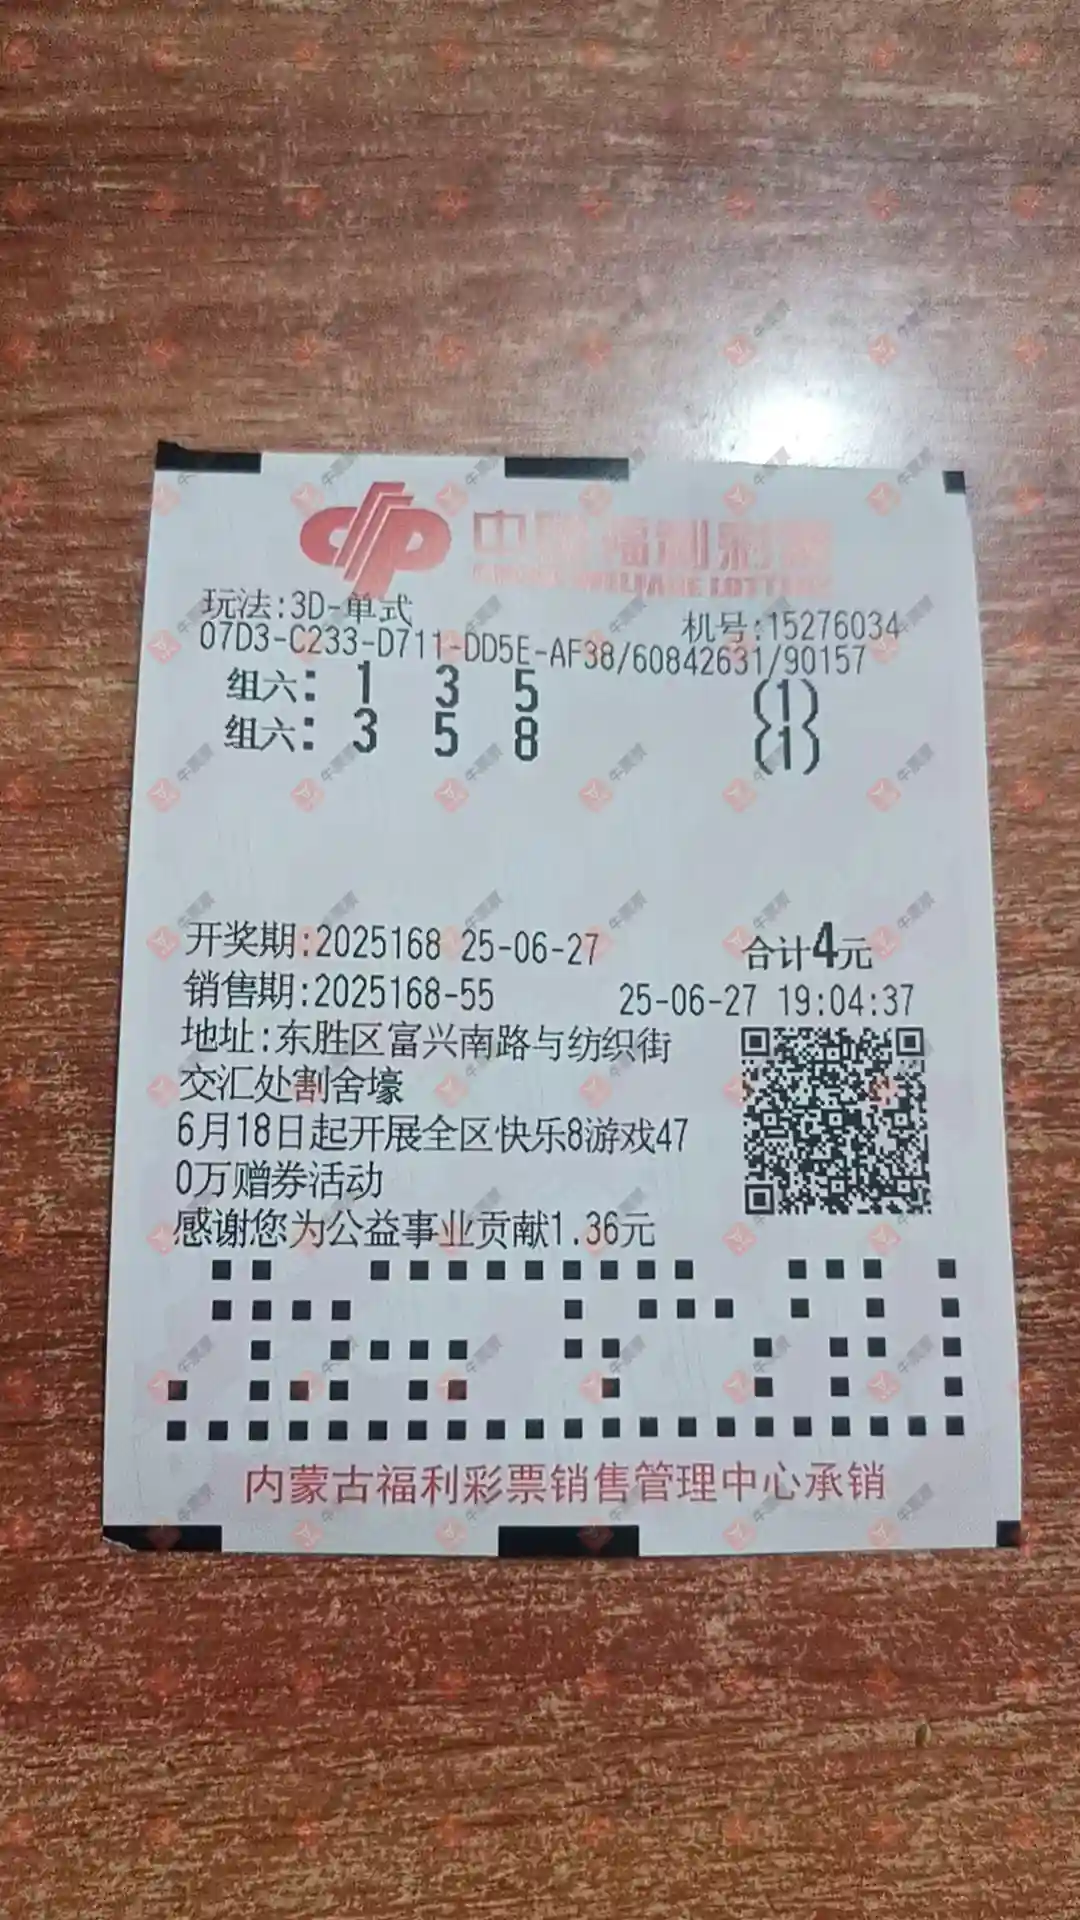 中国福利彩票
CHINA WELFARE LOTTERY
玩法:3D-单式
机号:15276034
07D3-C233-D711-DD5E-AF38/60842631/90157
组六: 1 3 5 (1)
组六: 3 5 8 (1)
开奖期:2025168 25-06-27 合计4元
销售期:2025168-55 25-06-27 19:04:37
地址:东胜区富兴南路与纺织街
交汇处割舍壕
6月18日起开展全区快乐8游戏47
0万赠券活动
感谢您为公益事业贡献1.36元
内蒙古福利彩票销售管理中心承销